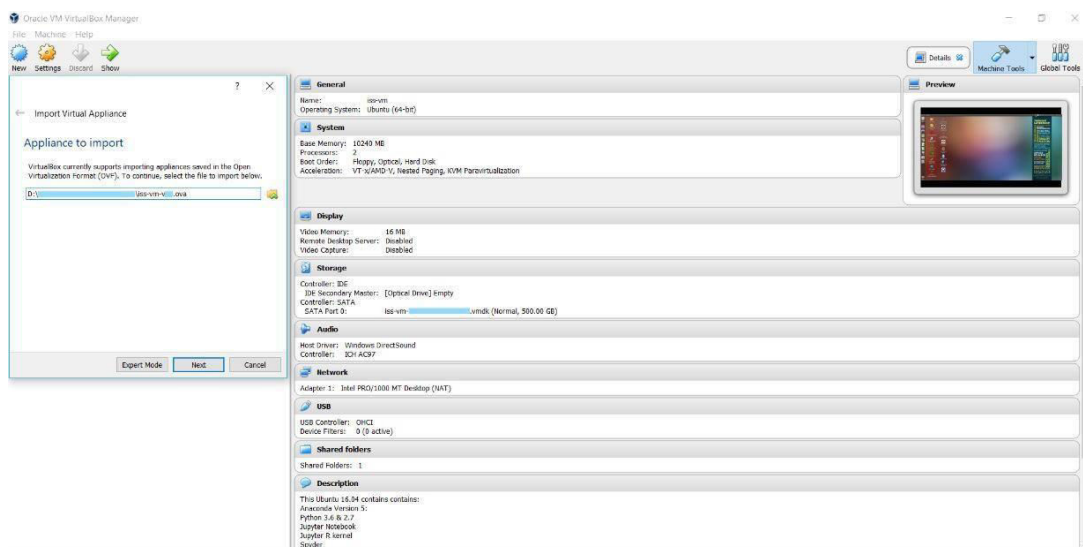 Oracle VM VirtualBox Manager
File Machine Help
New Settings Discard Show
Details Machine Tools Global Tools
? ×
Import Virtual Appliance
Appliance to import
VirtualBox currently supports importing appliances saved in the Open
Virtualization Format (OVF). To continue, select the file to import below.
D:\ \iss-vm-v .ova
Expert Mode Next Cancel
General
Name: iss-vm
Operating System: Ubuntu (64-bit)
System
Base Memory: 10240 MB
Processors: 2
Boot Order: Floppy, Optical, Hard Disk
Acceleration: VT-x/AMD-V, Nested Paging, KVM Paravirtualization
Preview
Display
Video Memory: 16 MB
Remote Desktop Server: Disabled
Video Capture: Disabled
Storage
Controller: IDE
IDE Secondary Master: [Optical Drive] Empty
Controller: SATA
SATA Port 0: iss-vm- .vmdk (Normal, 500.00 GB)
Audio
Host Driver: Windows DirectSound
Controller: ICH AC97
Network
Adapter 1: Intel PRO/1000 MT Desktop (NAT)
USB
USB Controller: OHCI
Device Filters: 0 (0 active)
Shared folders
Shared Folders: 1
Description
This Ubuntu 16.04 contains contains:
Anaconda Version 5:
Python 3.6 & 2.7
Jupyter Notebook
Jupyter R kernel
Spyder